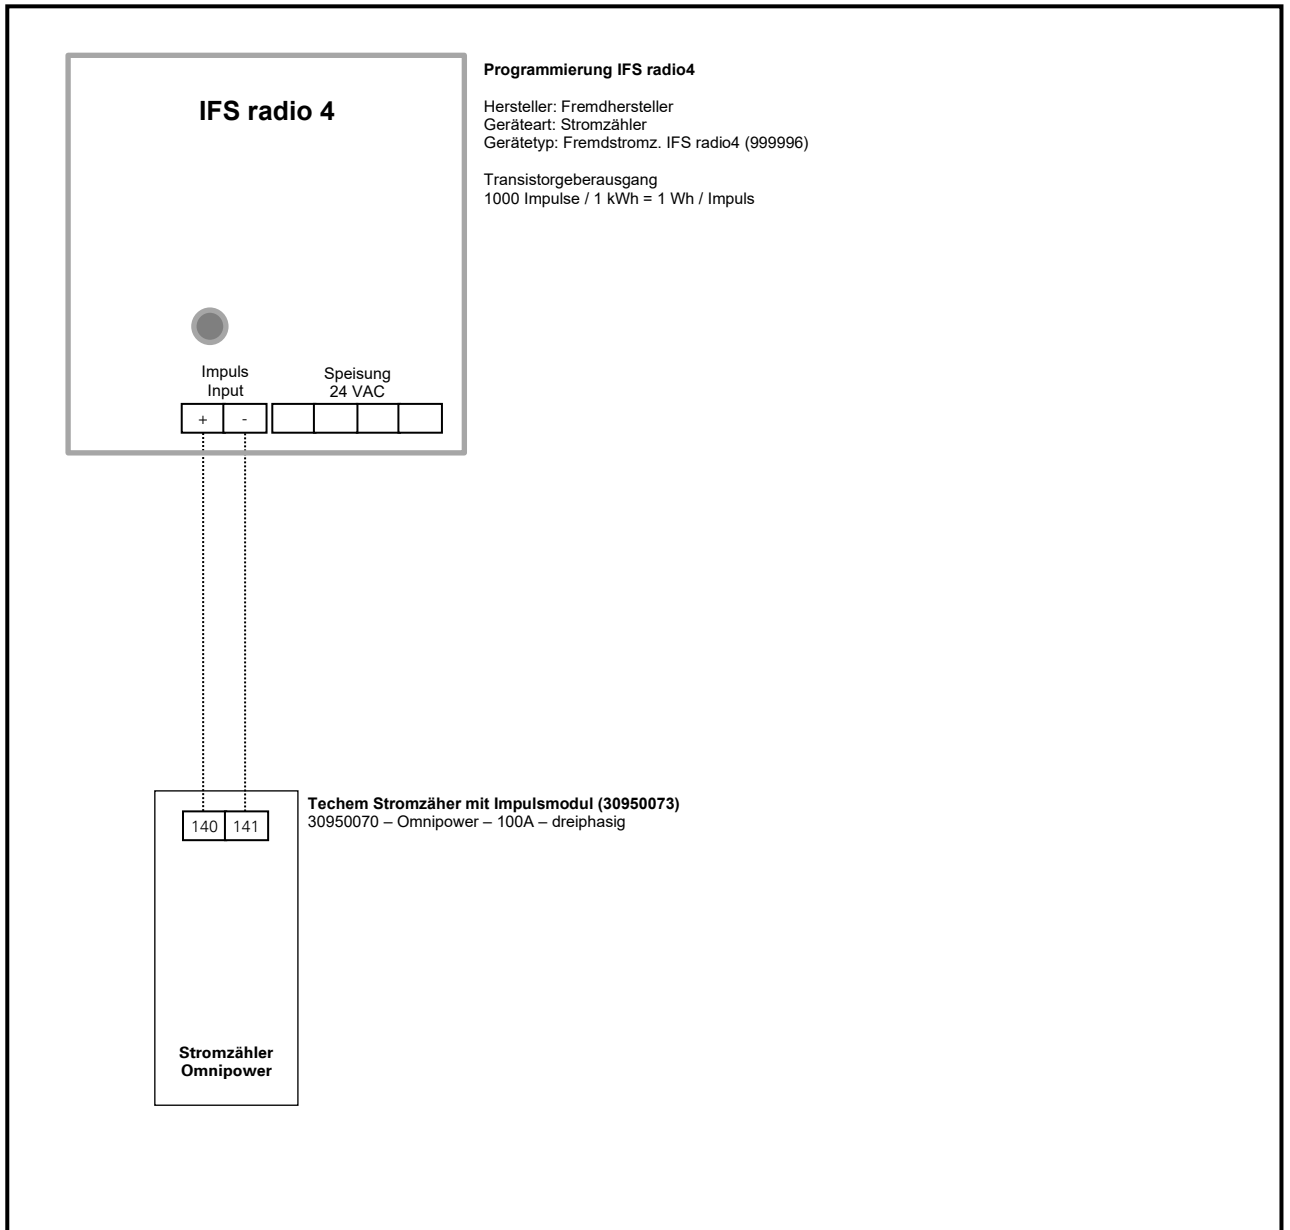 IFS radio 4
Programmierung IFS radio4
Hersteller: Fremdhersteller
Geräteart: Stromzähler
Gerätetyp: Fremdstromz. IFS radio4 (999996)
Transistorgeberausgang
1000 Impulse / 1 kWh = 1 Wh / Impuls
Impuls
Input
Speisung
24 VAC
+ -
140 141
Techem Stromzäher mit Impulsmodul (30950073)
30950070 – Omnipower – 100A – dreiphasig
Stromzähler
Omnipower